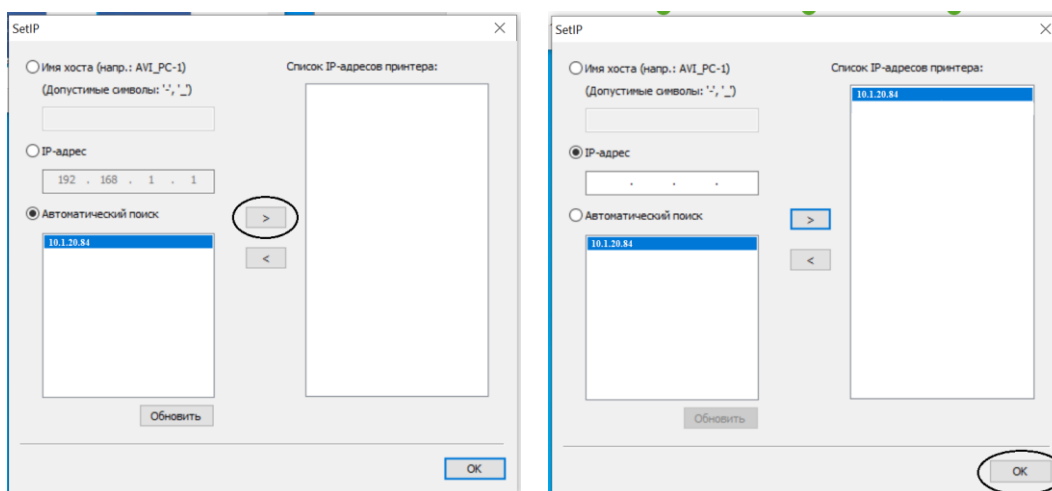 SetIP
Имя хоста (напр.: AVI_PC-1)
(Допустимые символы: '-', '_')
IP-адрес
192 . 168 . 1 . 1
Автоматический поиск
10.1.20.84
Обновить
>
<
Список IP-адресов принтера:
OK
SetIP
Имя хоста (напр.: AVI_PC-1)
(Допустимые символы: '-', '_')
IP-адрес
. . .
Автоматический поиск
10.1.20.84
Обновить
>
<
Список IP-адресов принтера:
10.1.20.84
OK